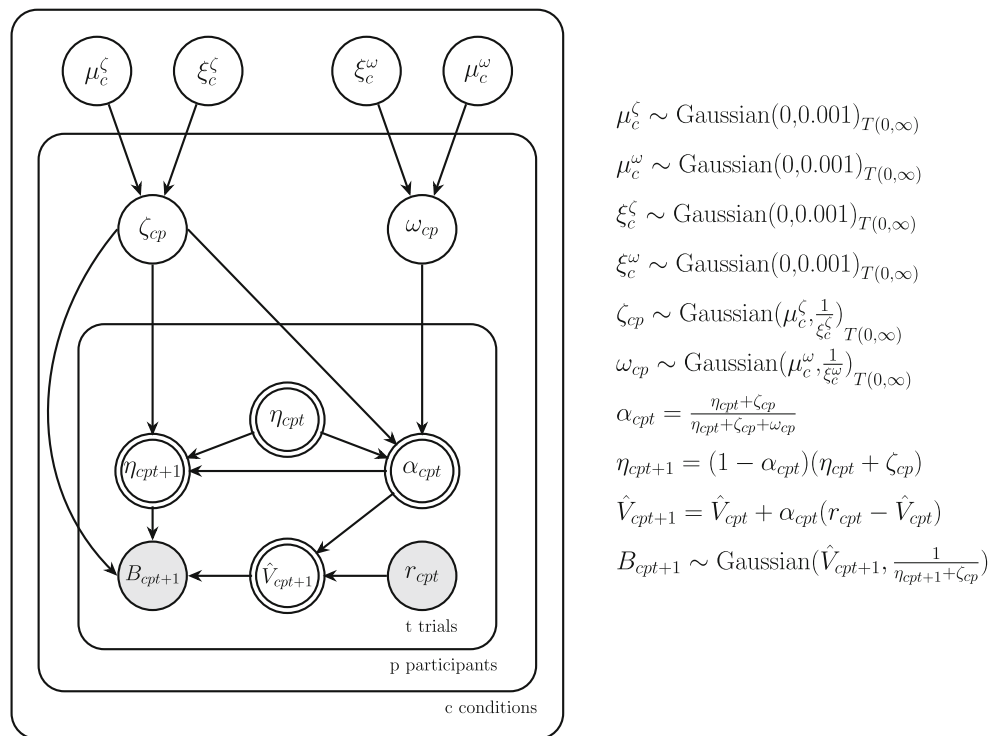 μ_c^ζ ξ_c^ζ ξ_c^ω μ_c^ω
ζ_cp ω_cp
η_cpt
η_cpt+1 α_cpt
B_cpt+1 V̂_cpt+1 r_cpt
t trials
p participants
c conditions
μ_c^ζ ∼ Gaussian(0,0.001)_T(0,∞)
μ_c^ω ∼ Gaussian(0,0.001)_T(0,∞)
ξ_c^ζ ∼ Gaussian(0,0.001)_T(0,∞)
ξ_c^ω ∼ Gaussian(0,0.001)_T(0,∞)
ζ_cp ∼ Gaussian(μ_c^ζ, 1/ξ_c^ζ)_T(0,∞)
ω_cp ∼ Gaussian(μ_c^ω, 1/ξ_c^ω)_T(0,∞)
α_cpt = (η_cpt+ζ_cp)/(η_cpt+ζ_cp+ω_cp)
η_cpt+1 = (1 − α_cpt)(η_cpt + ζ_cp)
V̂_cpt+1 = V̂_cpt + α_cpt(r_cpt − V̂_cpt)
B_cpt+1 ∼ Gaussian(V̂_cpt+1, 1/(η_cpt+1+ζ_cp))